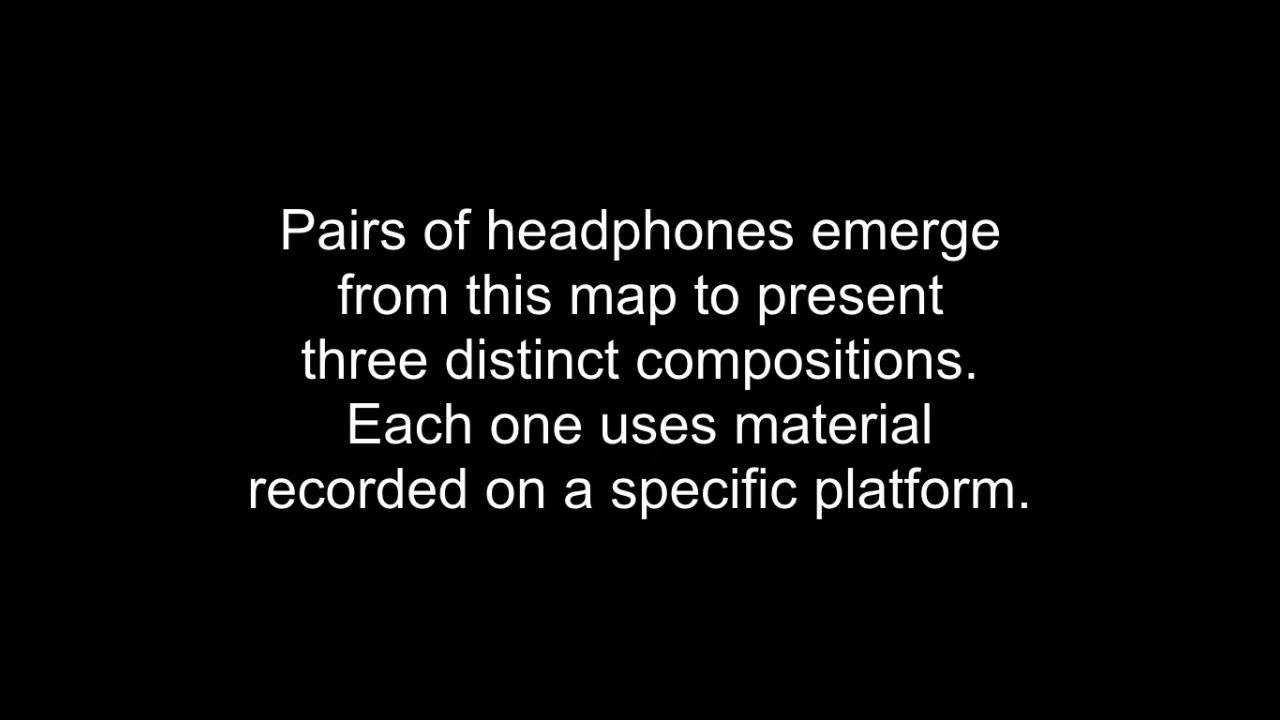 Pairs of headphones emerge
from this map to present
three distinct compositions.
Each one uses material
recorded on a specific platform.